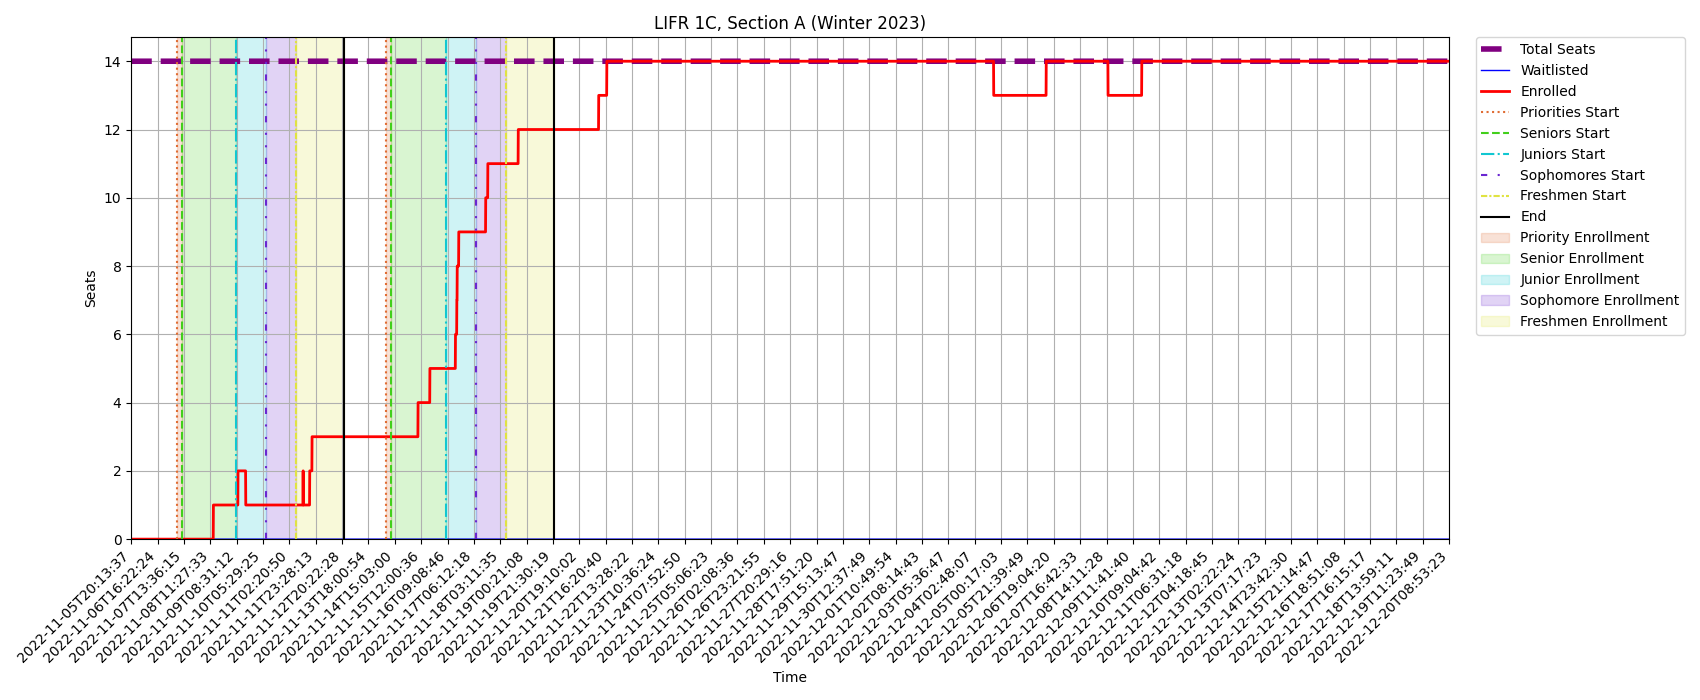 LIFR 1C, Section A (Winter 2023)
Seats
14
12
10
8
6
4
2
0
2022-11-05T20:13:37
2022-11-06T16:22:24
2022-11-07T13:36:15
2022-11-08T11:27:33
2022-11-09T08:31:12
2022-11-10T05:29:25
2022-11-11T02:20:50
2022-11-11T23:28:13
2022-11-12T20:22:28
2022-11-13T18:00:54
2022-11-14T15:03:00
2022-11-15T12:00:36
2022-11-16T09:08:46
2022-11-17T06:12:18
2022-11-18T03:11:35
2022-11-19T00:21:08
2022-11-19T21:30:19
2022-11-20T19:10:02
2022-11-21T16:20:40
2022-11-22T13:28:22
2022-11-23T10:36:24
2022-11-24T07:52:50
2022-11-25T05:06:23
2022-11-26T02:08:36
2022-11-26T23:21:55
2022-11-27T20:29:16
2022-11-28T17:51:20
2022-11-29T15:13:47
2022-11-30T12:37:49
2022-12-01T10:49:54
2022-12-02T08:14:43
2022-12-03T05:36:47
2022-12-04T02:48:07
2022-12-05T00:17:03
2022-12-05T21:39:49
2022-12-06T19:04:20
2022-12-07T16:42:33
2022-12-08T14:11:28
2022-12-09T11:41:40
2022-12-10T09:04:42
2022-12-11T06:31:18
2022-12-12T04:18:45
2022-12-13T02:22:24
2022-12-13T07:17:23
2022-12-14T23:42:30
2022-12-15T21:14:47
2022-12-16T18:51:08
2022-12-17T16:15:17
2022-12-18T13:59:11
2022-12-19T11:23:49
2022-12-20T08:53:23
Time
Total Seats
Waitlisted
Enrolled
Priorities Start
Seniors Start
Juniors Start
Sophomores Start
Freshmen Start
End
Priority Enrollment
Senior Enrollment
Junior Enrollment
Sophomore Enrollment
Freshmen Enrollment